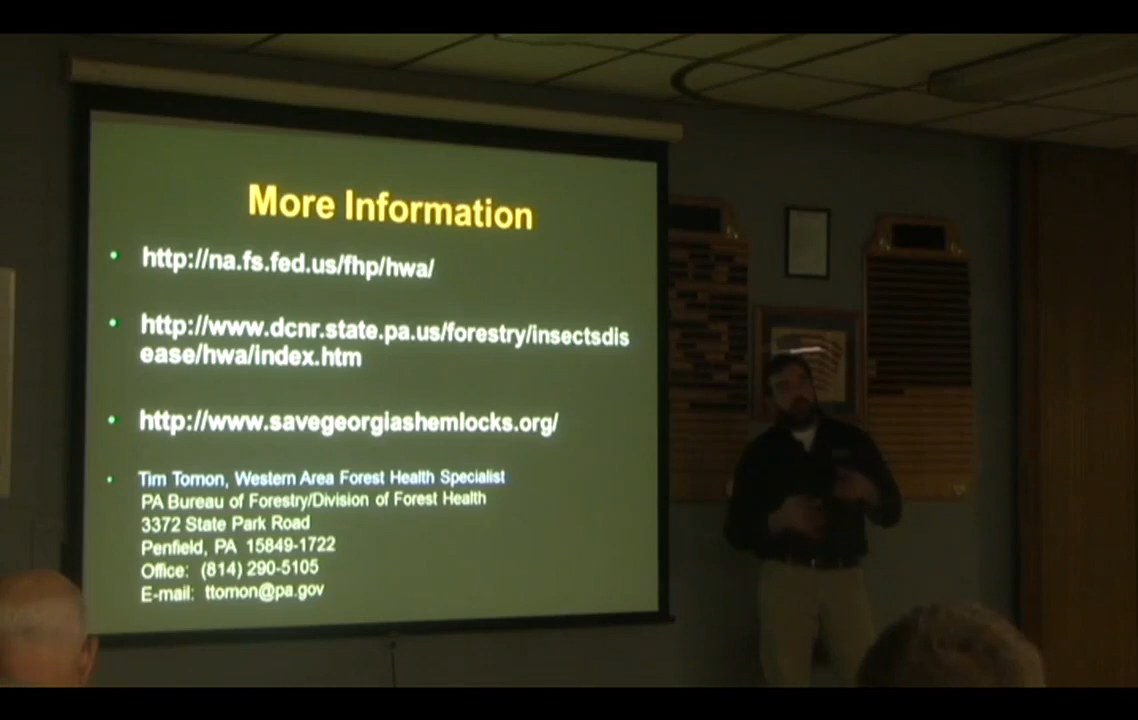 More Information
http://na.fs.fed.us/fhp/hwa/
http://www.dcnr.state.pa.us/forestry/insectsdis
ease/hwa/index.htm
http://www.savegeorgiashemlocks.org/
Tim Tomon, Western Area Forest Health Specialist
PA Bureau of Forestry/Division of Forest Health
3372 State Park Road
Penfield, PA 15849-1722
Office: (814) 290-5105
E-mail: ttomon@pa.gov